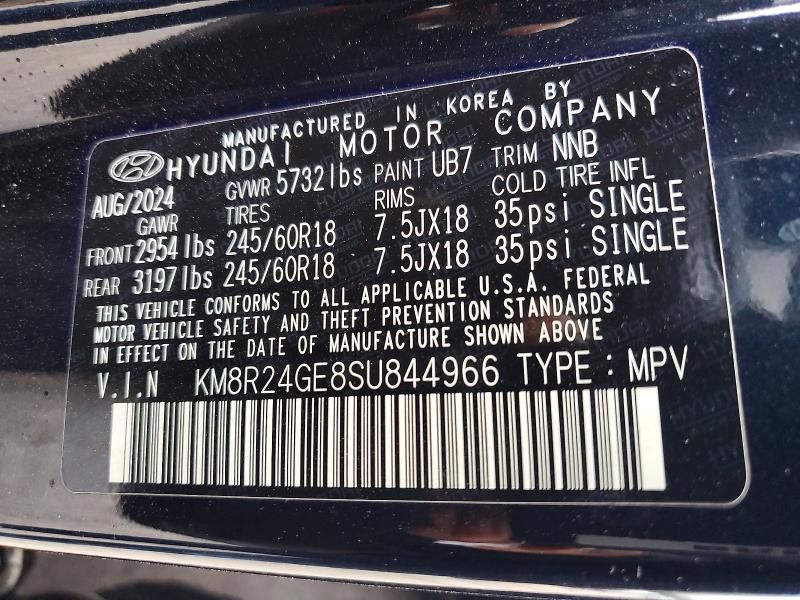 MANUFACTURED IN KOREA BY
HYUNDAI MOTOR COMPANY
AUG/2024 GVWR 5732 lbs PAINT UB7 TRIM NNB
GAWR TIRES RIMS COLD TIRE INFL
FRONT 2954 lbs 245/60R18 7.5JX18 35psi SINGLE
REAR 3197 lbs 245/60R18 7.5JX18 35psi SINGLE
THIS VEHICLE CONFORMS TO ALL APPLICABLE U.S.A. FEDERAL
MOTOR VEHICLE SAFETY AND THEFT PREVENTION STANDARDS
IN EFFECT ON THE DATE OF MANUFACTURE SHOWN ABOVE
V.I.N KM8R24GE8SU844966 TYPE : MPV